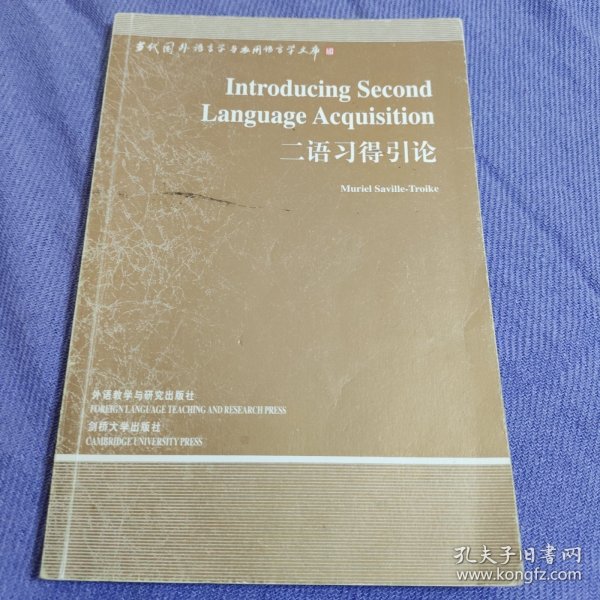 当代国外语言学与应用语言学文库
Introducing Second
Language Acquisition
二语习得引论
Muriel Saville-Troike
外语教学与研究出版社
FOREIGN LANGUAGE TEACHING AND RESEARCH PRESS
剑桥大学出版社
CAMBRIDGE UNIVERSITY PRESS
孔夫子旧书网
www.kongfz.com